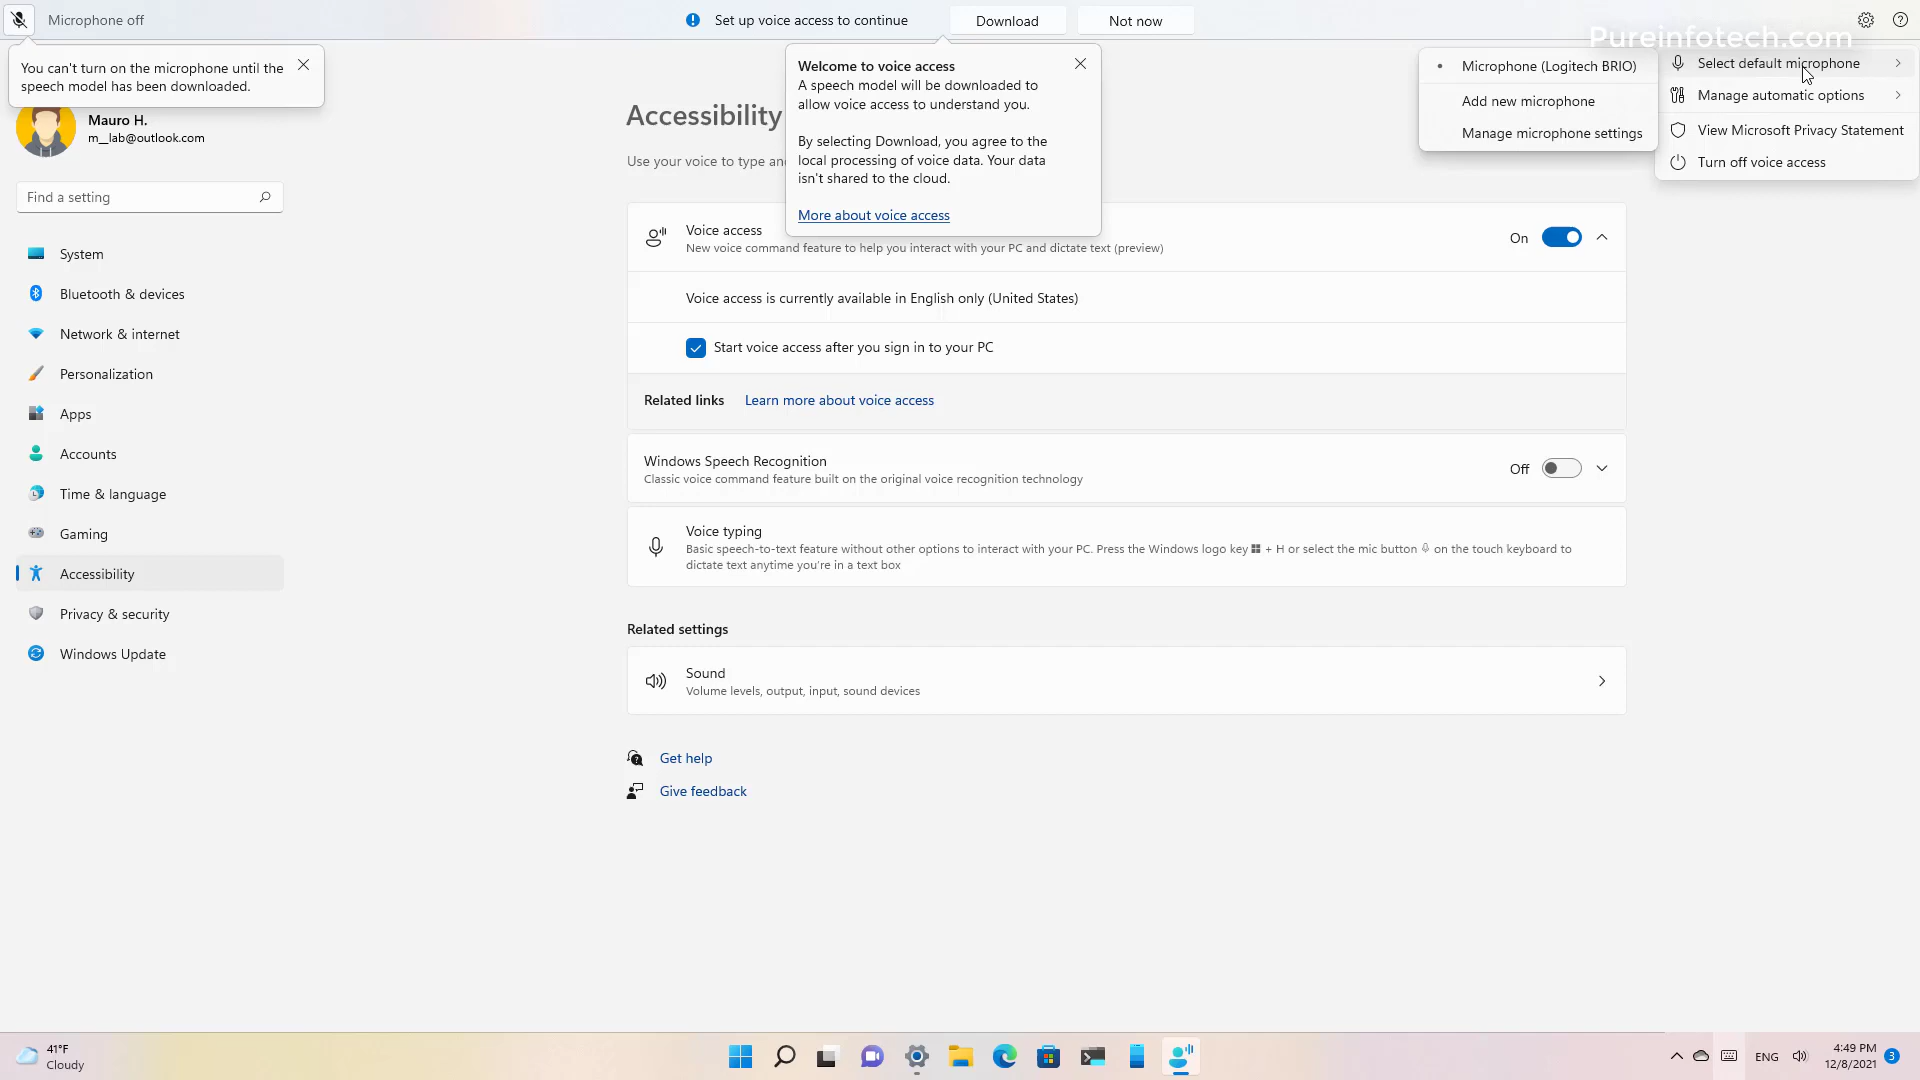 Microphone off
Set up voice access to continue
Download
Not now
Pureinfotech.com
You can't turn on the microphone until the
speech model has been downloaded.
Welcome to voice access
A speech model will be downloaded to
allow voice access to understand you.
By selecting Download, you agree to the
local processing of voice data. Your data
isn't shared to the cloud.
More about voice access
Microphone (Logitech BRIO)
Add new microphone
Manage microphone settings
Select default microphone
Manage automatic options
View Microsoft Privacy Statement
Turn off voice access
Mauro H.
m__lab@outlook.com
Find a setting
System
Bluetooth & devices
Network & internet
Personalization
Apps
Accounts
Time & language
Gaming
Accessibility
Privacy & security
Windows Update
Accessibility
Use your voice to type an
Voice access
New voice command feature to help you interact with your PC and dictate text (preview)
On
Voice access is currently available in English only (United States)
Start voice access after you sign in to your PC
Related links Learn more about voice access
Windows Speech Recognition
Classic voice command feature built on the original voice recognition technology
Off
Voice typing
Basic speech-to-text feature without other options to interact with your PC. Press the Windows logo key + H or select the mic button on the touch keyboard to
dictate text anytime you're in a text box
Related settings
Sound
Volume levels, output, input, sound devices
Get help
Give feedback
41°F
Cloudy
ENG
4:49 PM
12/8/2021
3